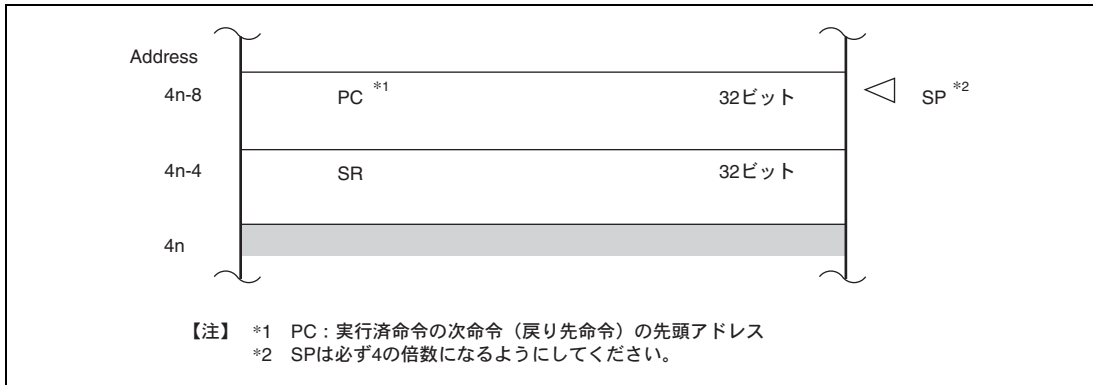 Address
4n-8 PC *1 32ビット SP *2
4n-4 SR 32ビット
4n
【注】 *1 PC：実行済命令の次命令（戻り先命令）の先頭アドレス
*2 SPは必ず4の倍数になるようにしてください。